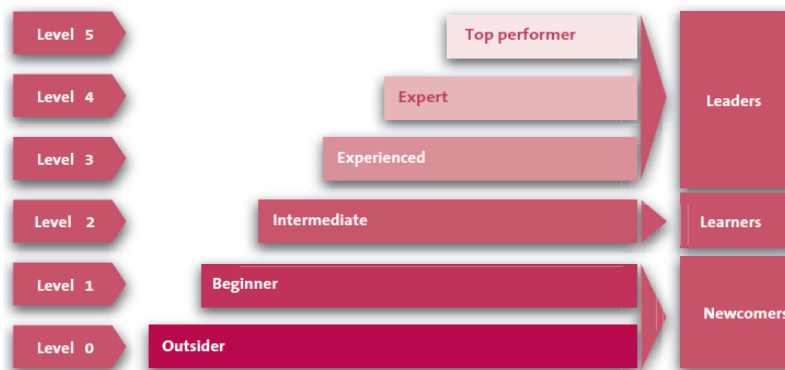 Level 5
Top performer
Level 4
Expert
Leaders
Level 3
Experienced
Level 2
Intermediate
Learners
Level 1
Beginner
Newcomers
Level 0
Outsider